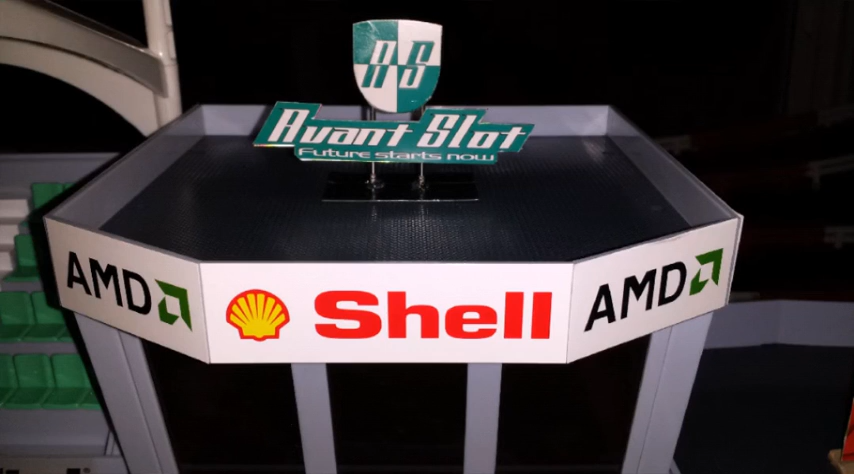 AS
Avant Slot
Future starts now
AMD
Shell
AMD